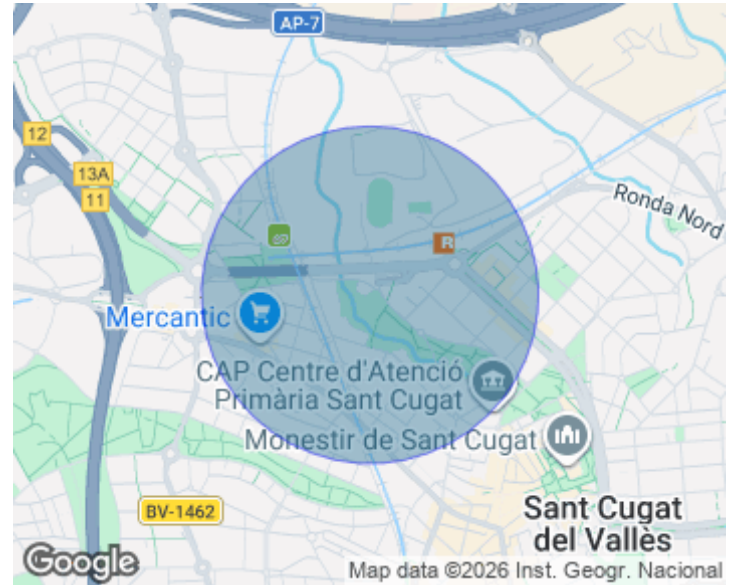 AP-7
12
13A
11
Ronda Nord
R
Mercantic
CAP Centre d'Atenció
Primària Sant Cugat
Monestir de Sant Cugat
BV-1462
Sant Cugat
del Vallès
Google
Map data ©2026 Inst. Geogr. Nacional